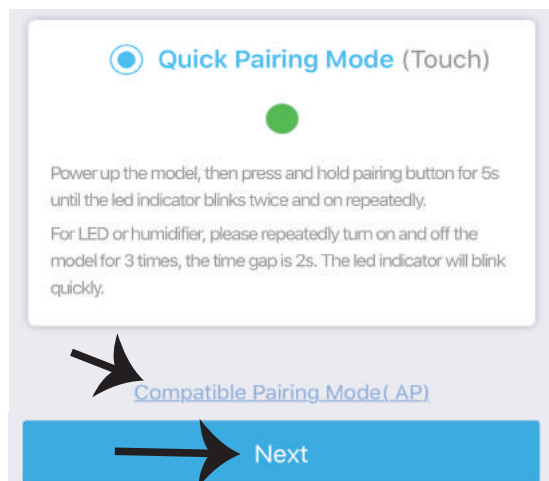 Quick Pairing Mode (Touch)
Power up the model, then press and hold pairing button for 5s
until the led indicator blinks twice and on repeatedly.
For LED or humidifier, please repeatedly turn on and off the
model for 3 times, the time gap is 2s. The led indicator will blink
quickly.
Compatible Pairing Mode( AP)
Next